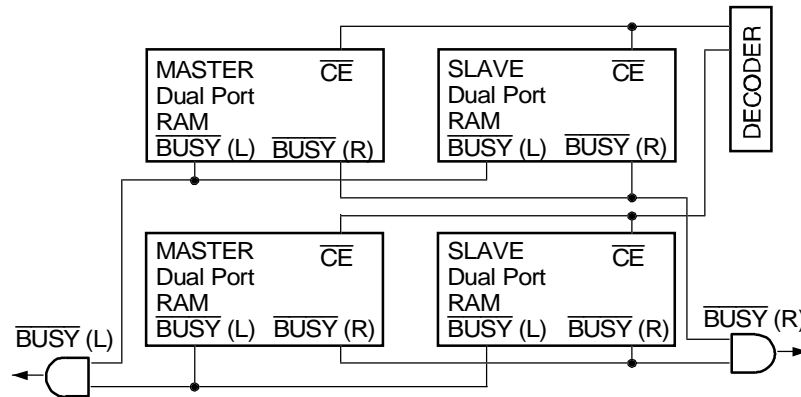 MASTER
Dual Port
RAM
CE
BUSY (L)
BUSY (R)
SLAVE
Dual Port
RAM
CE
BUSY (L)
BUSY (R)
DECODER
MASTER
Dual Port
RAM
CE
BUSY (L)
BUSY (R)
SLAVE
Dual Port
RAM
CE
BUSY (L)
BUSY (R)
BUSY (L)
BUSY (R)